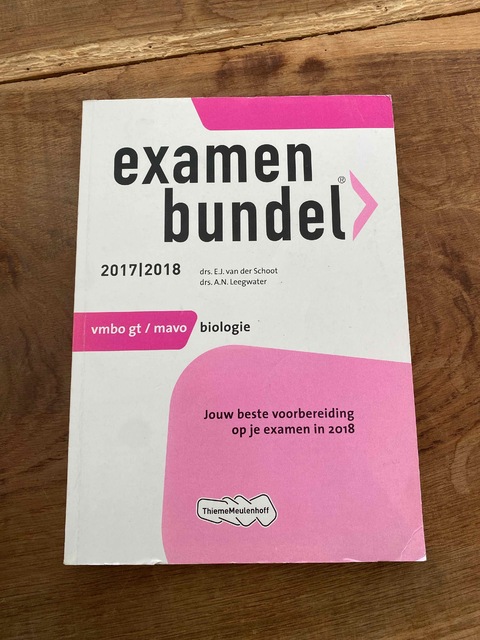 examen
bundel®
2017|2018
drs. E.J. van der Schoot
drs. A.N. Leegwater
vmbo gt / mavo biologie
Jouw beste voorbereiding
op je examen in 2018
ThiemeMeulenhoff